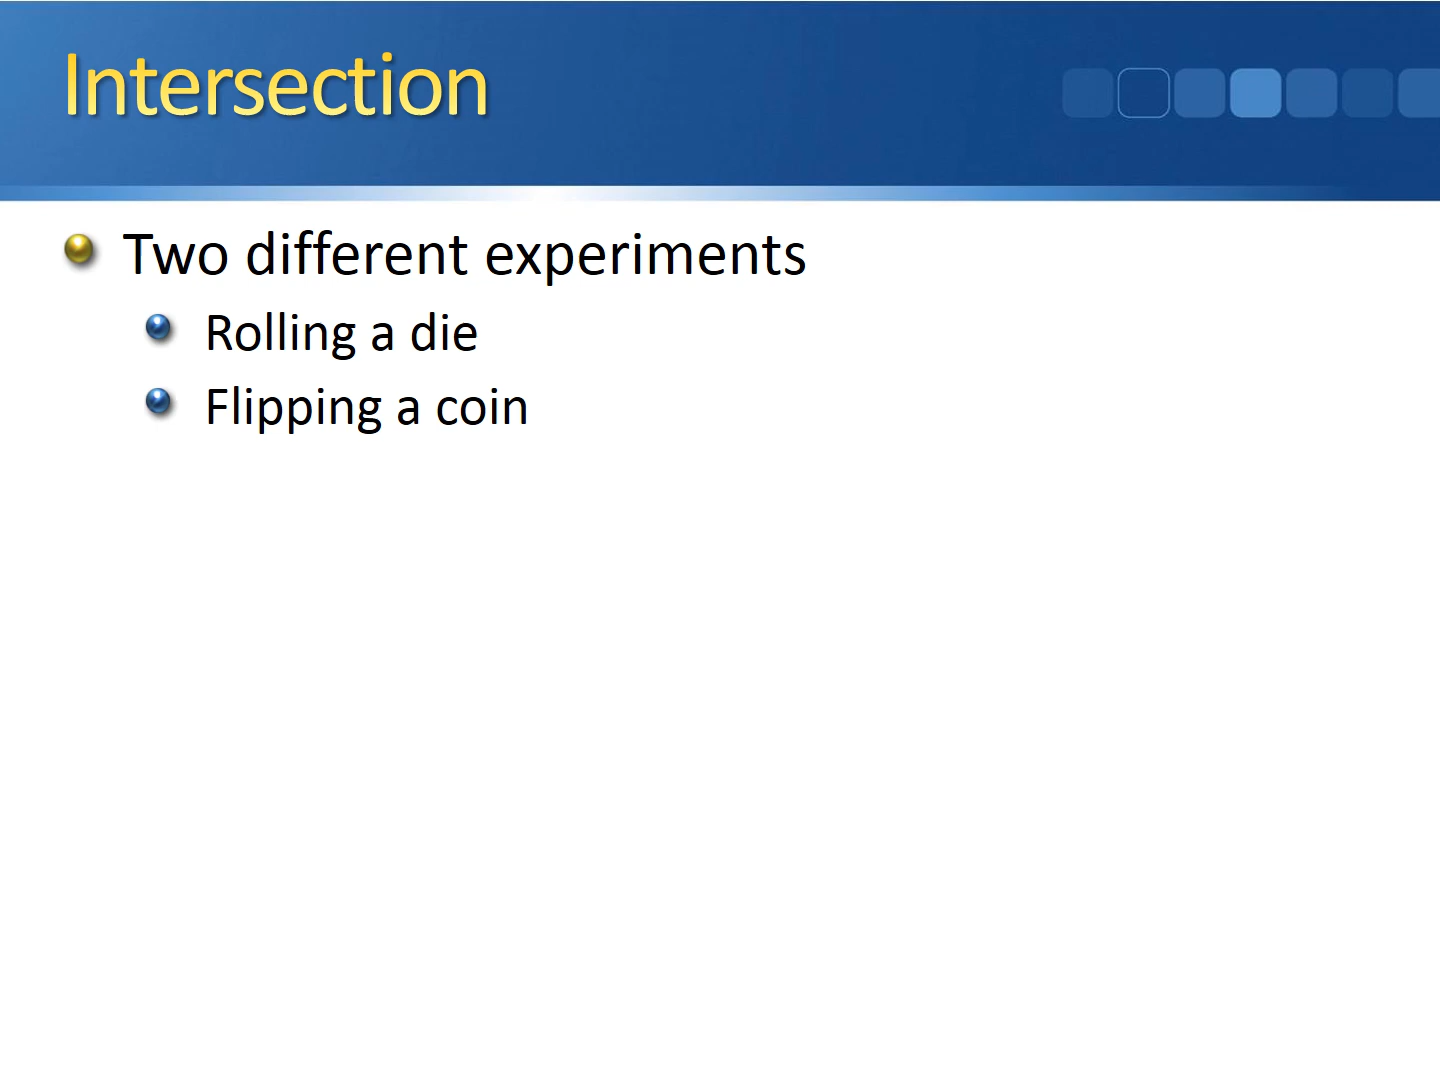 Intersection
Two different experiments
Rolling a die
Flipping a coin